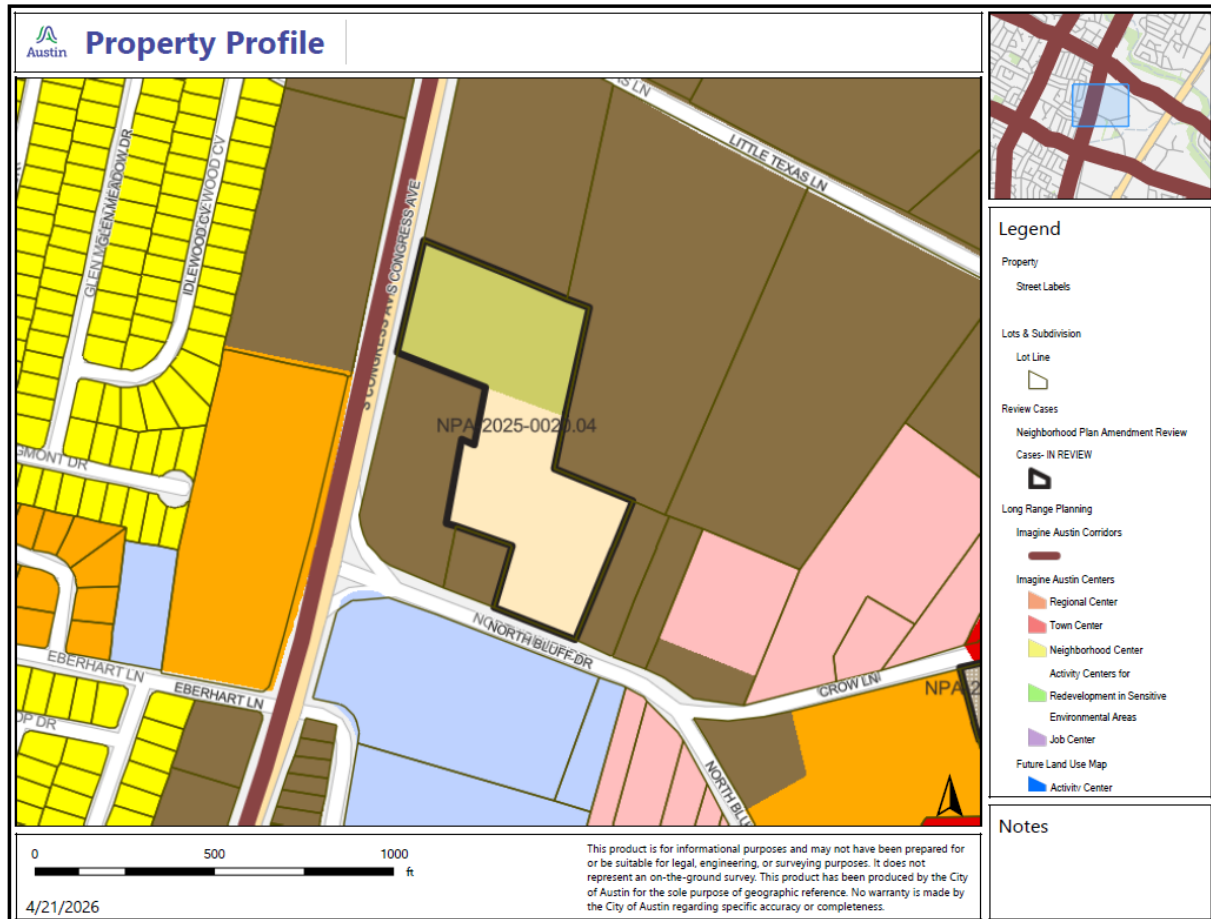 Austin
Property Profile
GLEN MEADOW DR
IDLEWOOD CV
S CONGRESS AVE
S CONGRESS AVE
LITTLE TEXAS LN
NPA-2025-0020.04
GMONT DR
EBERHART LN
EBERHART LN
OP DR
NORTH BLUFF DR
CROW LN
NPA-2
NORTH BLU
Legend
Property
Street Labels
Lots & Subdivision
Lot Line
Review Cases
Neighborhood Plan Amendment Review
Cases- IN REVIEW
Long Range Planning
Imagine Austin Corridors
Imagine Austin Centers
Regional Center
Town Center
Neighborhood Center
Activity Centers for
Redevelopment in Sensitive
Environmental Areas
Job Center
Future Land Use Map
Activity Center
Notes
0 500 1000
ft
4/21/2026
This product is for informational purposes and may not have been prepared for
or be suitable for legal, engineering, or surveying purposes. It does not
represent an on-the-ground survey. This product has been produced by the City
of Austin for the sole purpose of geographic reference. No warranty is made by
the City of Austin regarding specific accuracy or completeness.